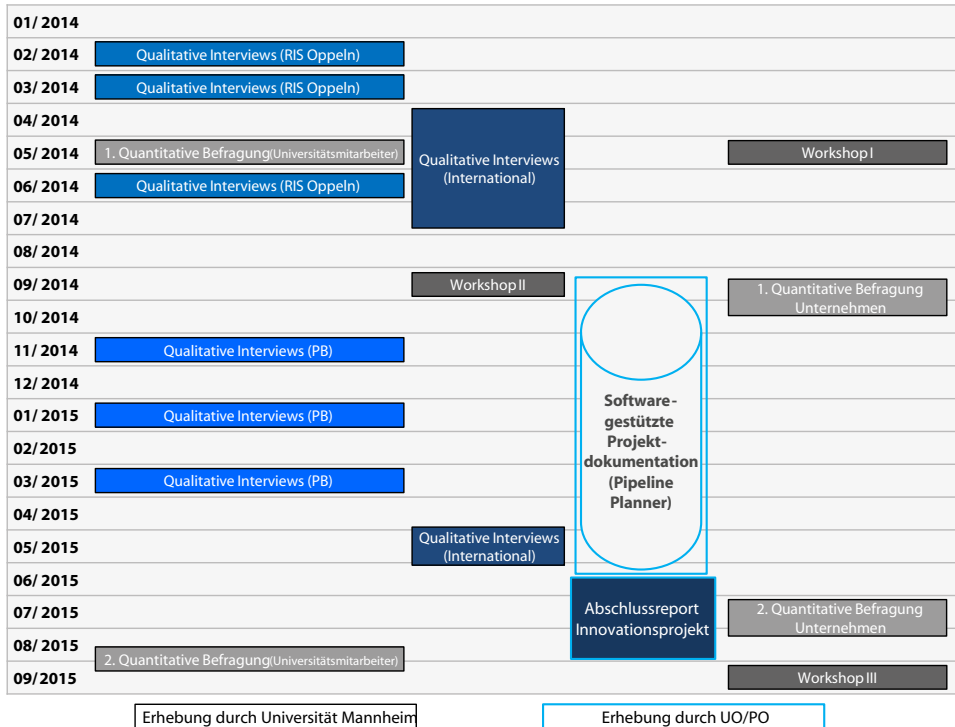 01/ 2014
02/ 2014 Qualitative Interviews (RIS Oppeln)
03/ 2014 Qualitative Interviews (RIS Oppeln)
04/ 2014
05/ 2014 1. Quantitative Befragung(Universitätsmitarbeiter) Workshop I
Qualitative Interviews
(International)
06/ 2014 Qualitative Interviews (RIS Oppeln)
07/ 2014
08/ 2014
09/ 2014 Workshop II
1. Quantitative Befragung
Unternehmen
10/ 2014
11/ 2014 Qualitative Interviews (PB)
12/ 2014
01/ 2015 Qualitative Interviews (PB)
Software-
gestützte
Projekt-
dokumentation
(Pipeline
Planner)
02/ 2015
03/ 2015 Qualitative Interviews (PB)
04/ 2015
05/ 2015
Qualitative Interviews
(International)
06/ 2015
07/ 2015
Abschlussreport
Innovationsprojekt
2. Quantitative Befragung
Unternehmen
08/ 2015
2. Quantitative Befragung(Universitätsmitarbeiter)
09/ 2015 Workshop III
Erhebung durch Universität Mannheim
Erhebung durch UO/PO